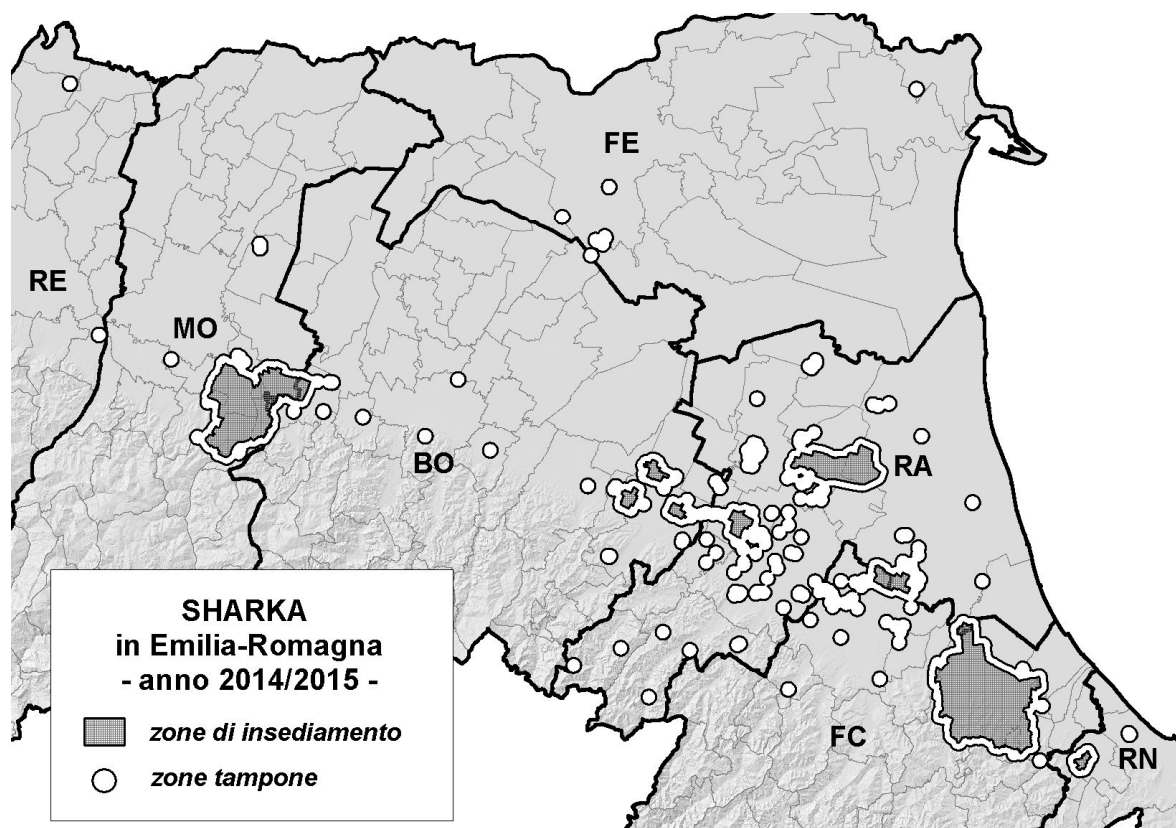 FE
RE
MO
BO
RA
SHARKA
in Emilia-Romagna
- anno 2014/2015 -
zone di insediamento
zone tampone
FC
RN